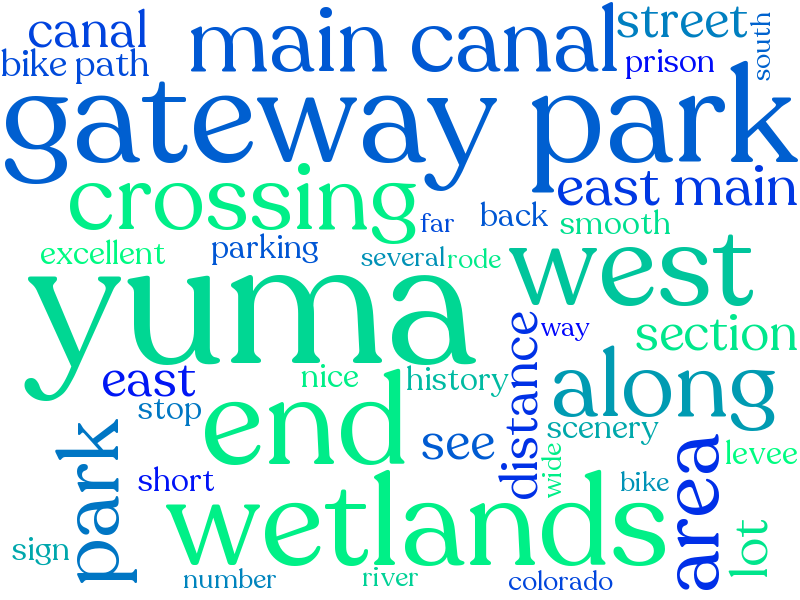 canal
main canal
street
south
bike path
prison
gateway park
east main
crossing
far
back
smooth
excellent
parking
several
rode
west
yuma
way
section
distance
east
nice
history
along
stop
end
see
scenery
park
short
wide
bike
area
levee
wetlands
lot
sign
number
river
colorado